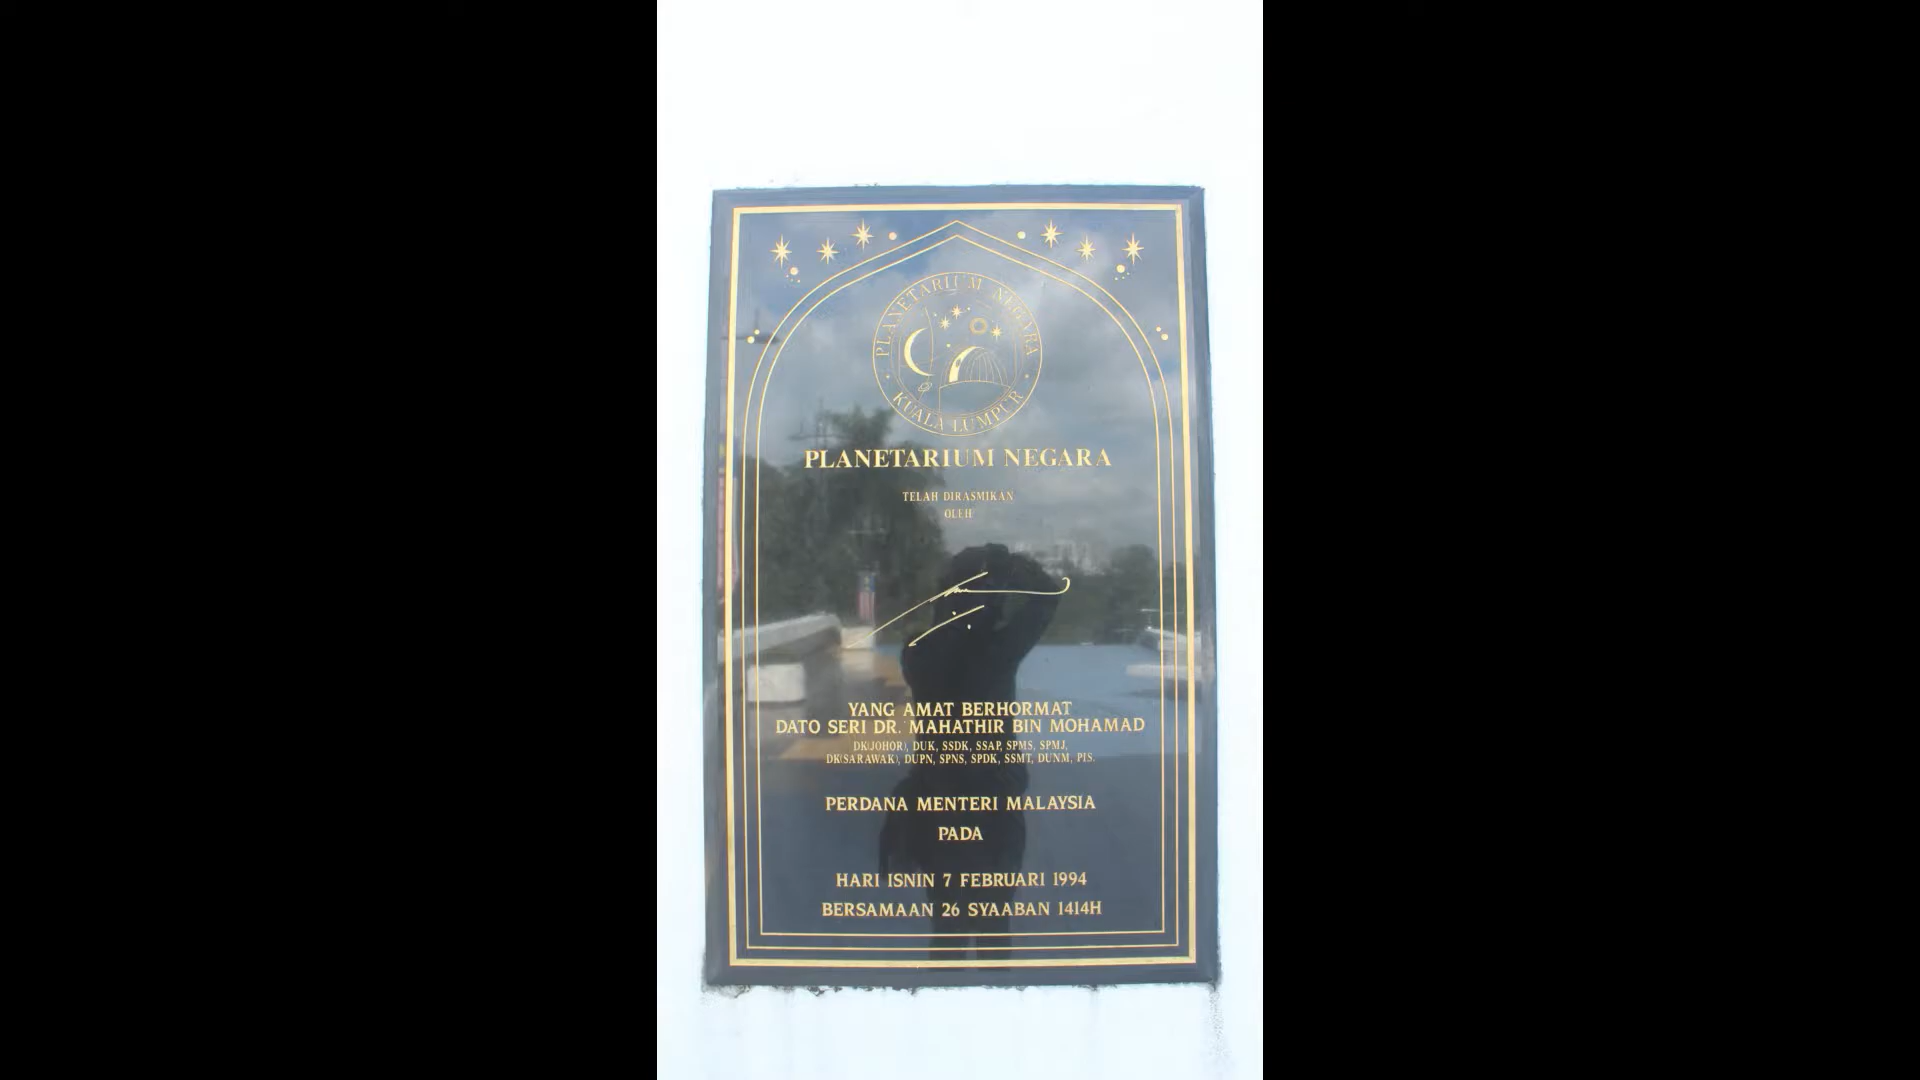 PLANETARIUM NEGARA
KUALA LUMPUR
PLANETARIUM NEGARA
TELAH DIRASMIKAN
OLEH
YANG AMAT BERHORMAT
DATO SERI DR. MAHATHIR BIN MOHAMAD
DK(JOHOR), DUK, SSDK, SSAP, SPMS, SPMJ,
DK(SARAWAK), DUPN, SPNS, SPDK, SSMT, DUNM, PIS.
PERDANA MENTERI MALAYSIA
PADA
HARI ISNIN 7 FEBRUARI 1994
BERSAMAAN 26 SYAABAN 1414H